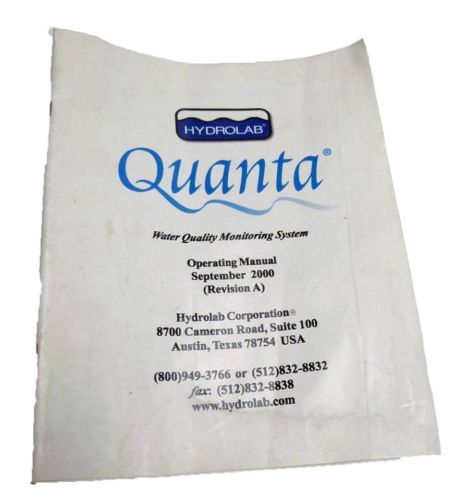 HYDROLAB®
Quanta®
Water Quality Monitoring System
Operating Manual
September 2000
(Revision A)
Hydrolab Corporation®
8700 Cameron Road, Suite 100
Austin, Texas 78754 USA
(800)949-3766 or (512)832-8832
fax: (512)832-8838
www.hydrolab.com